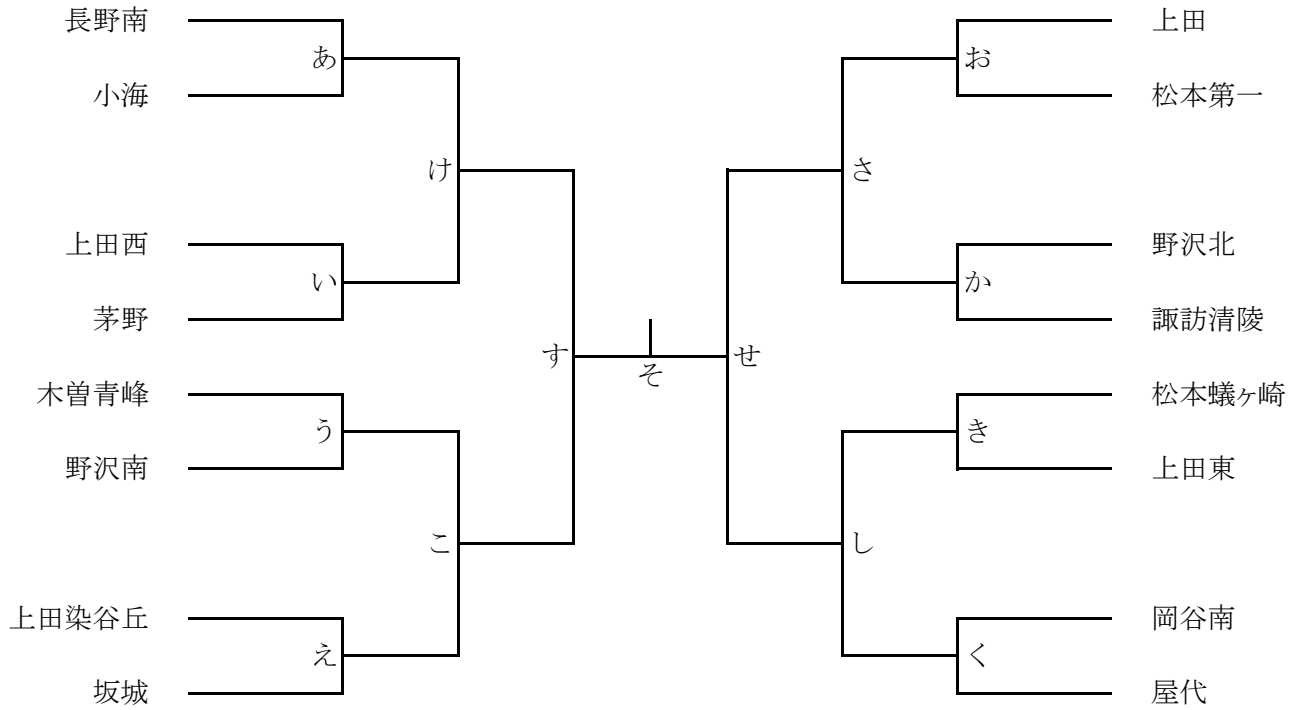 長野南
あ
小海
け
上田西
い
茅野
す
木曽青峰
う
野沢南
こ
上田染谷丘
え
坂城
そ
上田
お
松本第一
さ
野沢北
か
諏訪清陵
せ
松本蟻ヶ崎
き
上田東
し
岡谷南
く
屋代